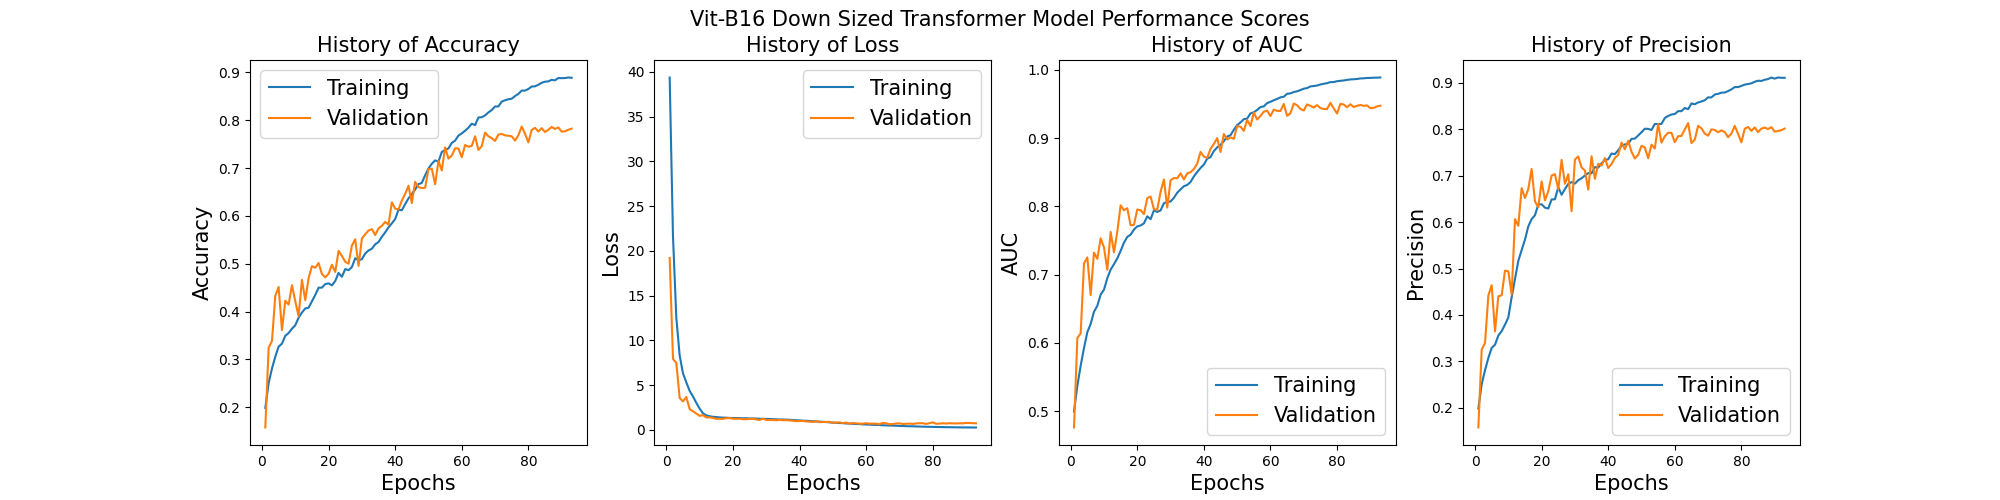 Vit-B16 Down Sized Transformer Model Performance Scores
History of Accuracy
Accuracy
0.9
0.8
0.7
0.6
0.5
0.4
0.3
0.2
Training
Validation
0 20 40 60 80
Epochs
History of Loss
Loss
40
35
30
25
20
15
10
5
0
Training
Validation
0 20 40 60 80
Epochs
History of AUC
AUC
1.0
0.9
0.8
0.7
0.6
0.5
Training
Validation
0 20 40 60 80
Epochs
History of Precision
Precision
0.9
0.8
0.7
0.6
0.5
0.4
0.3
0.2
Training
Validation
0 20 40 60 80
Epochs